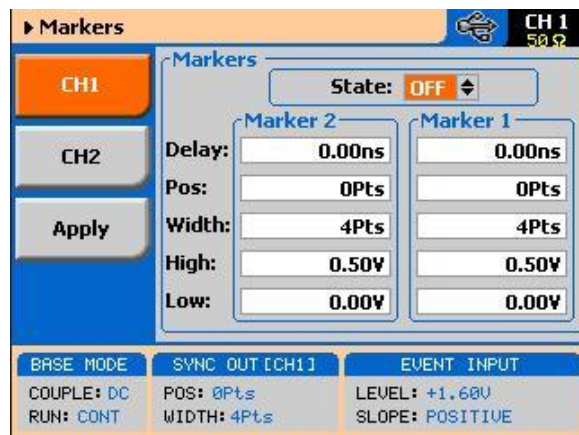 Markers
CH 1
50 Ω
CH1
CH2
Apply
Markers
State: OFF
Marker 2 Marker 1
Delay: 0.00ns 0.00ns
Pos: 0Pts 0Pts
Width: 4Pts 4Pts
High: 0.50V 0.50V
Low: 0.00V 0.00V
BASE MODE SYNC OUT [CH1] EVENT INPUT
COUPLE: DC POS: 0Pts LEVEL: +1.60V
RUN: CONT WIDTH: 4Pts SLOPE: POSITIVE